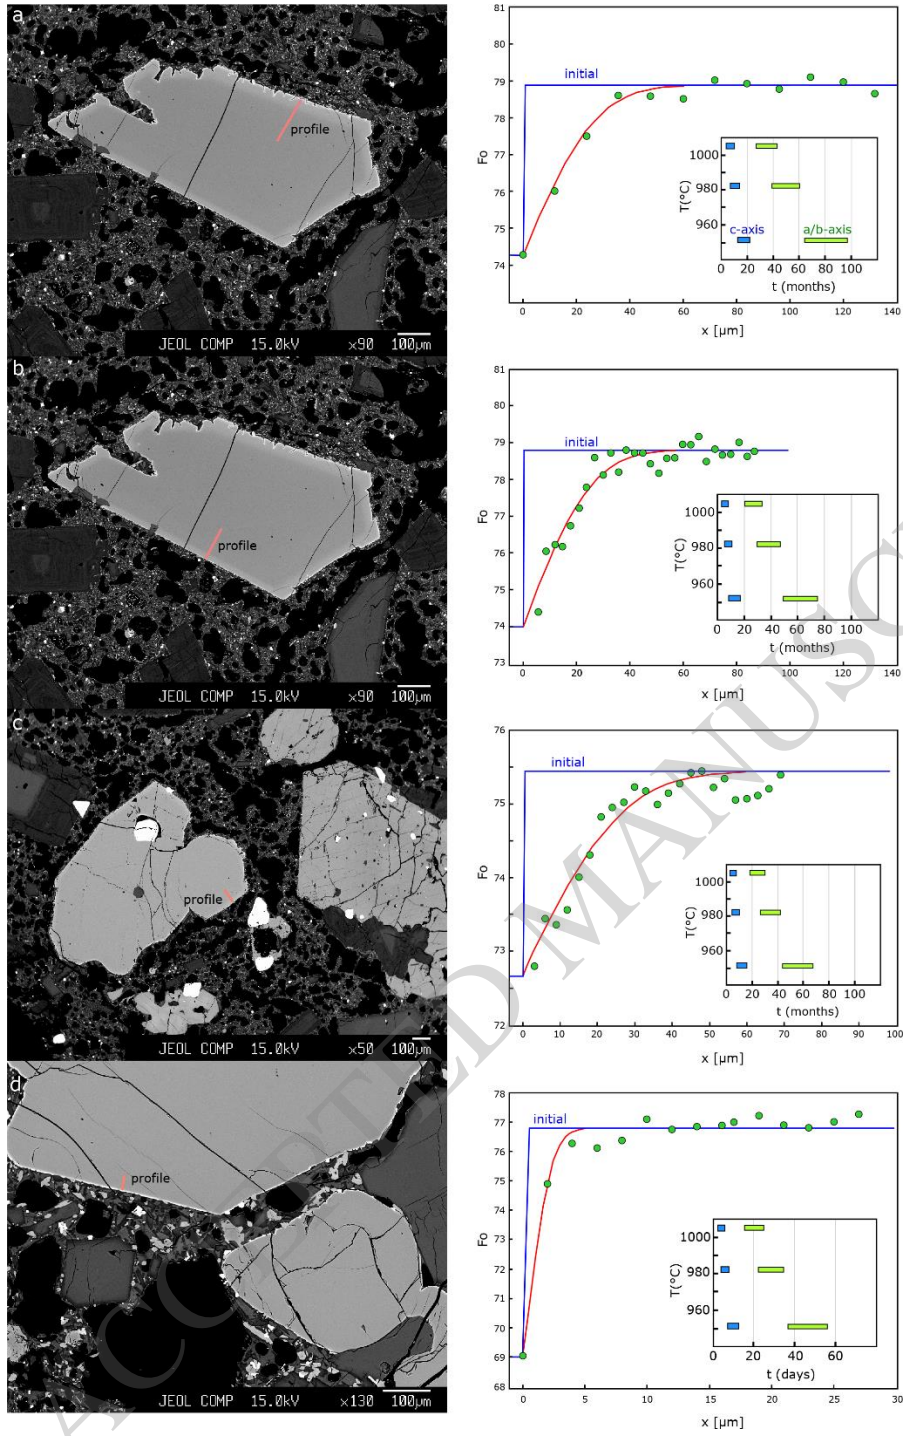 a
profile
JEOL COMP 15.0kV ×90 100µm
81
80
79
78
77
76
75
74
Fo
initial
0
20
40
60
80
100
120
140
x [µm]
1000
980
960
T(°C)
c-axis
a/b-axis
0 20 40 60 80 100
t (months)
b
profile
JEOL COMP 15.0kV ×90 100µm
81
80
79
78
77
76
75
74
73
Fo
initial
0
20
40
60
80
100
120
140
x [µm]
1000
980
960
T(°C)
0 20 40 60 80 100
t (months)
c
profile
JEOL COMP 15.0kV ×50 100µm
76
75
74
73
72
Fo
initial
0
10
20
30
40
50
60
70
80
90
100
x [µm]
1000
980
960
T(°C)
0 20 40 60 80 100
t (months)
d
profile
JEOL COMP 15.0kV ×130 100µm
78
77
76
75
74
73
72
71
70
69
68
Fo
initial
0
5
10
15
20
25
30
x [µm]
1000
980
960
T(°C)
0 20 40 60
t (days)
ACCEPTED MANUSC